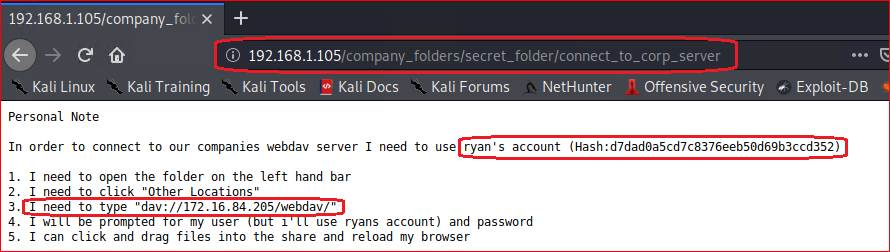 192.168.1.105/company_fold
192.168.1.105/company_folders/secret_folder/connect_to_corp_server
Kali Linux Kali Training Kali Tools Kali Docs Kali Forums NetHunter Offensive Security Exploit-DB
Personal Note
In order to connect to our companies webdav server I need to use ryan's account (Hash:d7dad0a5cd7c8376eeb50d69b3ccd352)
1. I need to open the folder on the left hand bar
2. I need to click "Other Locations"
3. I need to type "dav://172.16.84.205/webdav/"
4. I will be prompted for my user (but i'll use ryans account) and password
5. I can click and drag files into the share and reload my browser